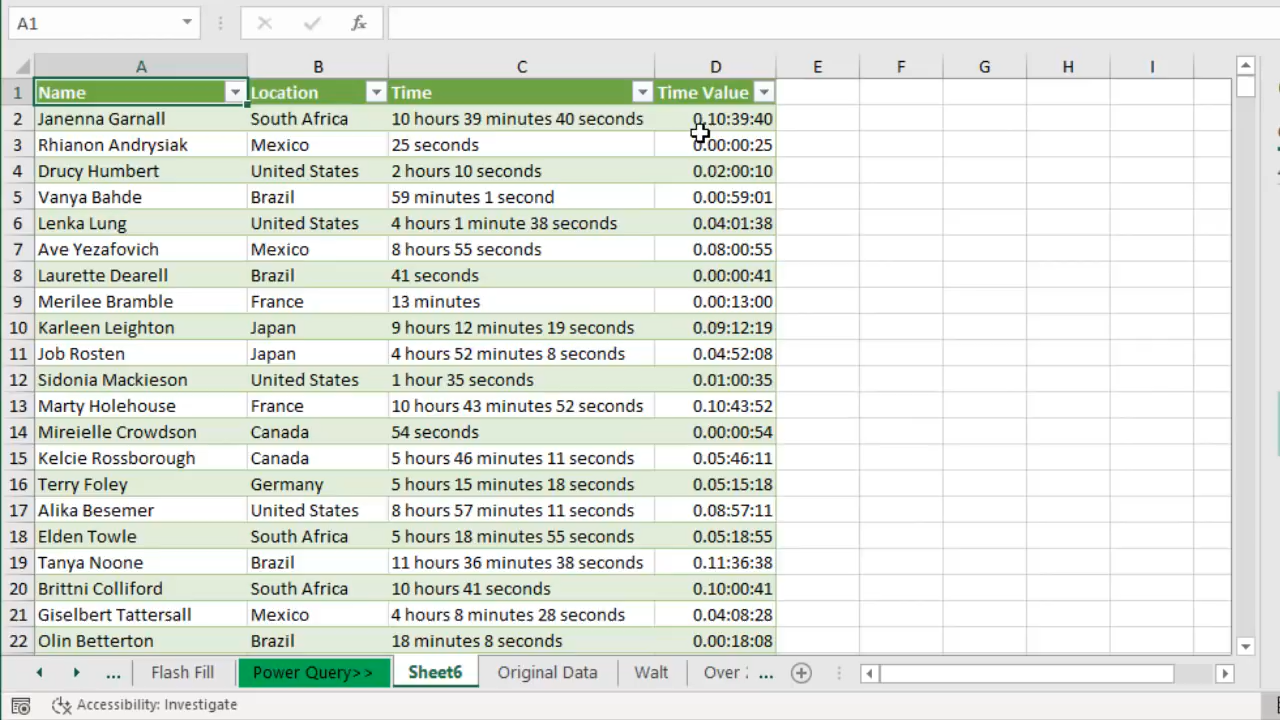 A1 fx
A B C D E F G H I
1 Name Location Time Time Value
2 Janenna Garnall South Africa 10 hours 39 minutes 40 seconds 0.10:39:40
3 Rhianon Andrysiak Mexico 25 seconds 0.00:00:25
4 Drucy Humbert United States 2 hours 10 seconds 0.02:00:10
5 Vanya Bahde Brazil 59 minutes 1 second 0.00:59:01
6 Lenka Lung United States 4 hours 1 minute 38 seconds 0.04:01:38
7 Ave Yezafovich Mexico 8 hours 55 seconds 0.08:00:55
8 Laurette Dearell Brazil 41 seconds 0.00:00:41
9 Merilee Bramble France 13 minutes 0.00:13:00
10 Karleen Leighton Japan 9 hours 12 minutes 19 seconds 0.09:12:19
11 Job Rosten Japan 4 hours 52 minutes 8 seconds 0.04:52:08
12 Sidonia Mackieson United States 1 hour 35 seconds 0.01:00:35
13 Marty Holehouse France 10 hours 43 minutes 52 seconds 0.10:43:52
14 Mireielle Crowdson Canada 54 seconds 0.00:00:54
15 Kelcie Rossborough Canada 5 hours 46 minutes 11 seconds 0.05:46:11
16 Terry Foley Germany 5 hours 15 minutes 18 seconds 0.05:15:18
17 Alika Besemer United States 8 hours 57 minutes 11 seconds 0.08:57:11
18 Elden Towle South Africa 5 hours 18 minutes 55 seconds 0.05:18:55
19 Tanya Noone Brazil 11 hours 36 minutes 38 seconds 0.11:36:38
20 Brittni Colliford South Africa 10 hours 41 seconds 0.10:00:41
21 Giselbert Tattersall Mexico 4 hours 8 minutes 28 seconds 0.04:08:28
22 Olin Betterton Brazil 18 minutes 8 seconds 0.00:18:08
... Flash Fill Power Query>> Sheet6 Original Data Walt Over ...
Accessibility: Investigate